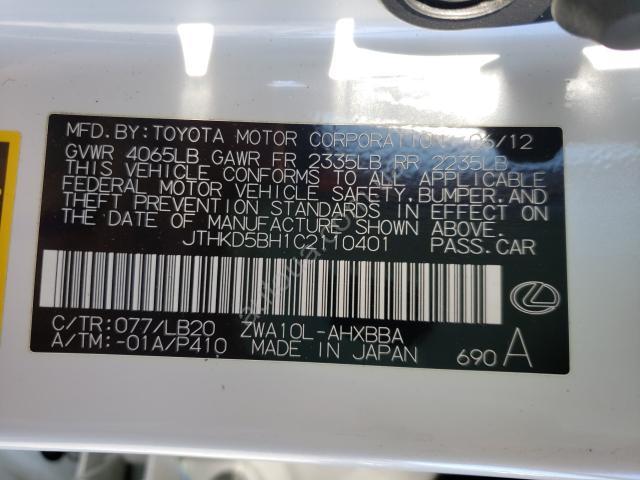 MFD. BY: TOYOTA MOTOR CORPORATION 06/12
GVWR 4065LB GAWR FR 2335LB RR 2235LB
THIS VEHICLE CONFORMS TO ALL APPLICABLE
FEDERAL MOTOR VEHICLE SAFETY, BUMPER, AND
THEFT PREVENTION STANDARDS IN EFFECT ON
THE DATE OF MANUFACTURE SHOWN ABOVE.
JTHKD5BH1C2110401 PASS. CAR
C/TR: 077/LB20 ZWA10L-AHXBBA
A/TM: -01A/P410 MADE IN JAPAN
690 A